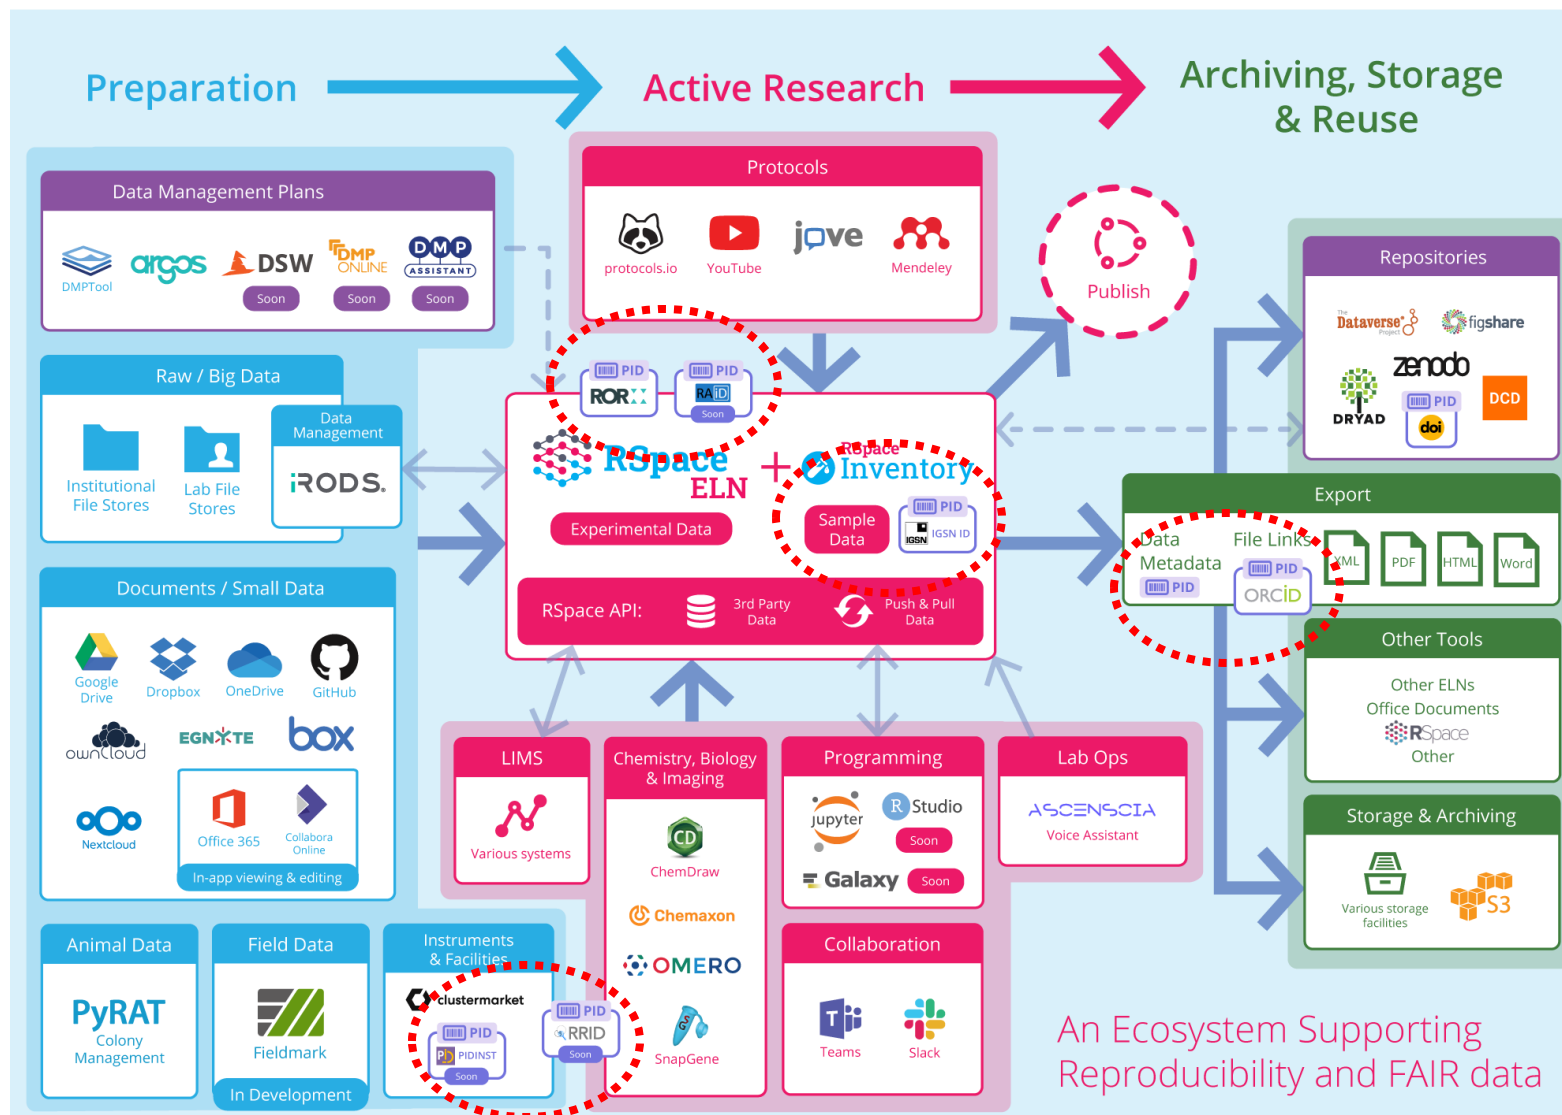 Preparation
Active Research
Archiving, Storage
& Reuse
Data Management Plans
DMPTool
argos
DSW
Soon
DMP
ONLINE
Soon
DMP
ASSISTANT
Soon
Protocols
protocols.io
YouTube
jove
Mendeley
Publish
Repositories
The
Dataverse®
Project
figshare
zenodo
DRYAD
PID
doi
DCD
Raw / Big Data
Institutional
File Stores
Lab File
Stores
Data
Management
iRODS.
PID
ROR
PID
RAiD
Soon
RSpace
ELN
+
RSpace
Inventory
Experimental Data
Sample
Data
PID
IGSN
IGSN ID
RSpace API:
3rd Party
Data
Push & Pull
Data
Export
Data
Metadata
PID
File Links
PID
ORCiD
XML
PDF
HTML
Word
Documents / Small Data
Google
Drive
Dropbox
OneDrive
GitHub
ownCloud
EGNYTE
box
Nextcloud
Office 365
Collabora
Online
In-app viewing & editing
Other Tools
Other ELNs
Office Documents
RSpace
Other
Storage & Archiving
Various storage
facilities
S3
LIMS
Various systems
Chemistry, Biology
& Imaging
CD
ChemDraw
Chemaxon
OMERO
GS
SnapGene
Programming
jupyter
R Studio
Soon
Galaxy
Soon
Lab Ops
ASCENSCIA
Voice Assistant
Collaboration
T
Teams
Slack
Animal Data
PyRAT
Colony
Management
Field Data
Fieldmark
In Development
Instruments
& Facilities
clustermarket
PID
PIDINST
Soon
PID
RRID
Soon
An Ecosystem Supporting
Reproducibility and FAIR data